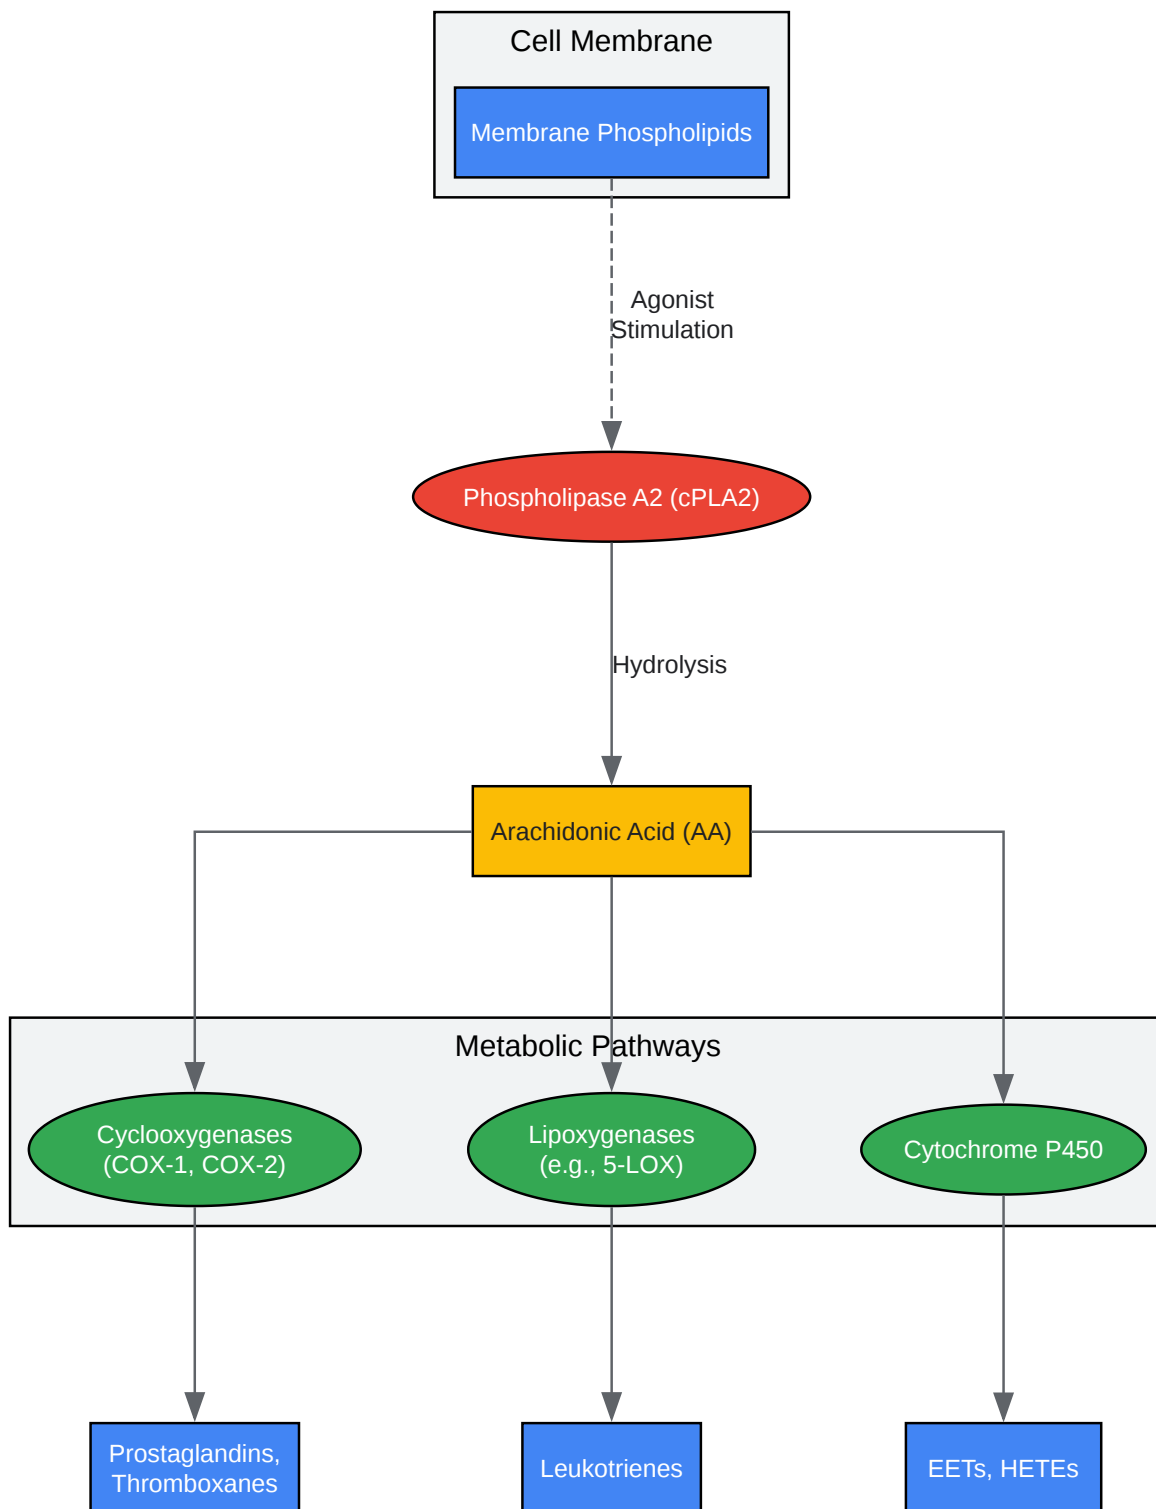 Cell Membrane
Membrane Phospholipids
Agonist
Stimulation
Phospholipase A2 (cPLA2)
Hydrolysis
Arachidonic Acid (AA)
Metabolic Pathways
Cyclooxygenases
(COX-1, COX-2)
Lipoxygenases
(e.g., 5-LOX)
Cytochrome P450
Prostaglandins,
Thromboxanes
Leukotrienes
EETs, HETEs